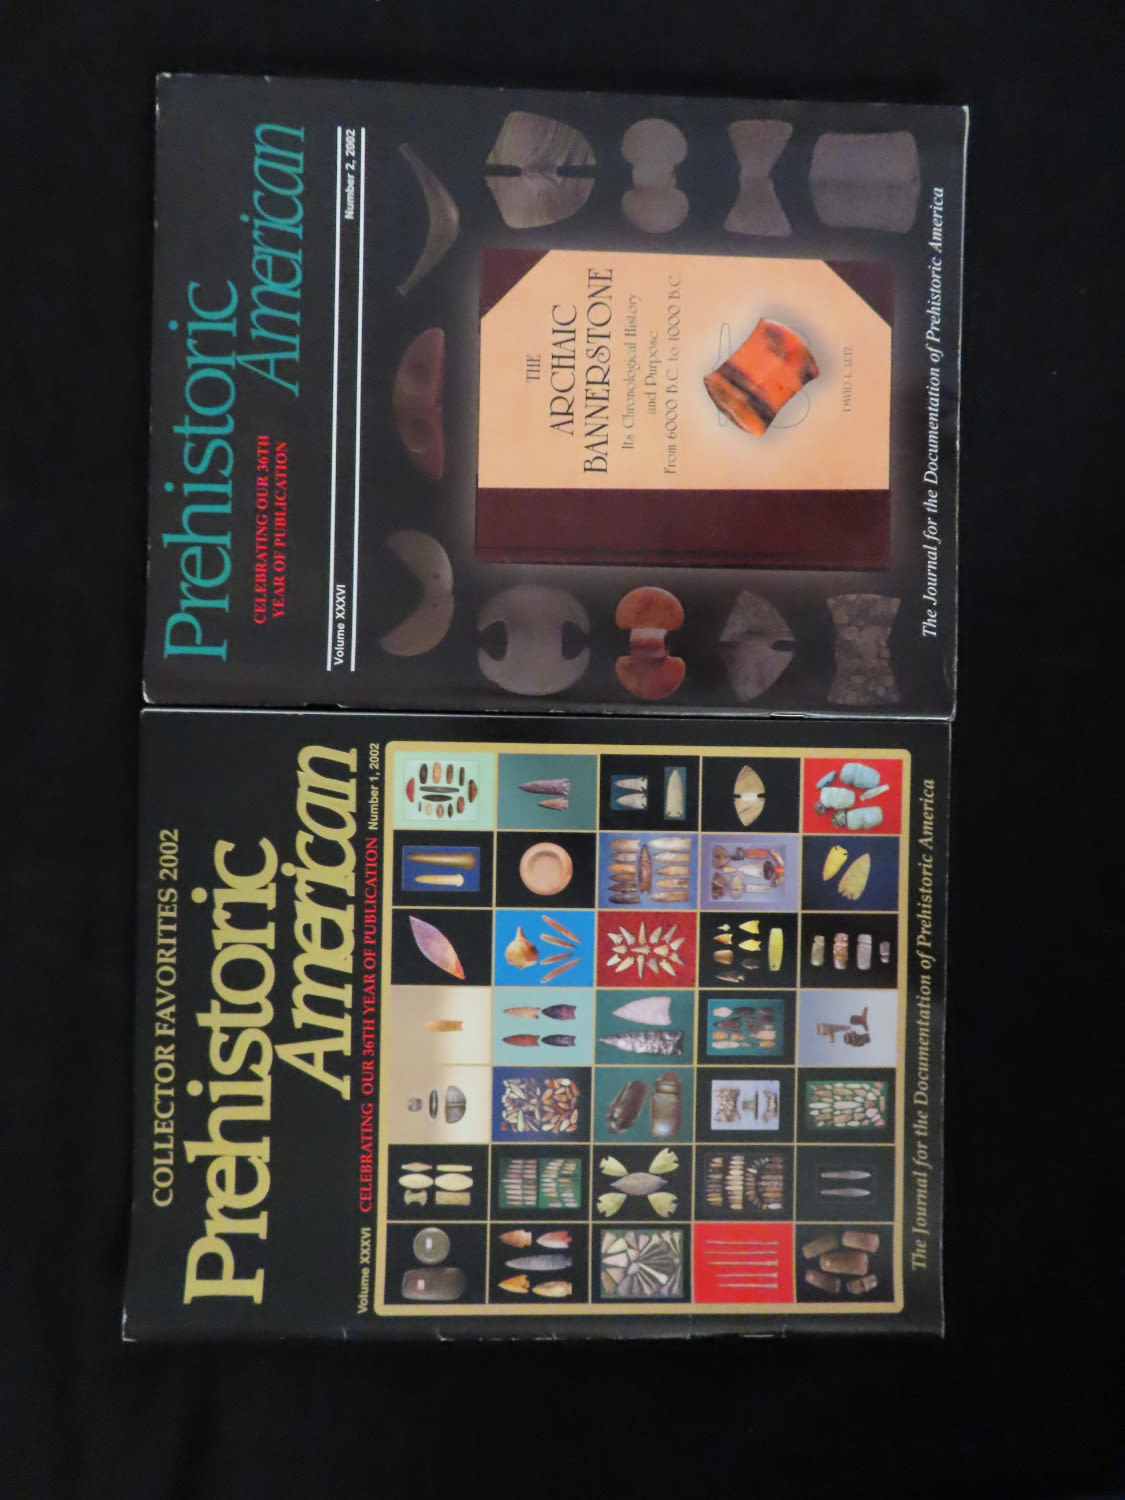 COLLECTOR FAVORITES 2002
Prehistoric
American
Volume XXXVI CELEBRATING OUR 36TH YEAR OF PUBLICATION Number 1, 2002
The Journal for the Documentation of Prehistoric America
Prehistoric
American
CELEBRATING OUR 36TH
YEAR OF PUBLICATION
Volume XXXVI Number 2, 2002
THE
ARCHAIC
BANNERSTONE
Its Chronological History
and Purpose
From 6000 B.C. to 1000 B.C.
DAVID L. LUTZ
The Journal for the Documentation of Prehistoric America